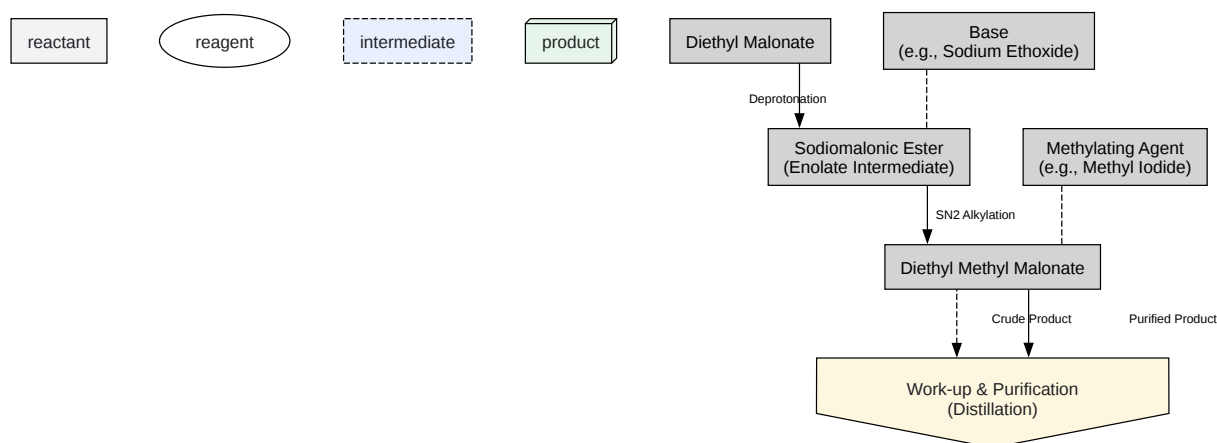 reactant
reagent
intermediate
product
Diethyl Malonate
Base
(e.g., Sodium Ethoxide)
Deprotonation
Sodiomalonic Ester
(Enolate Intermediate)
Methylating Agent
(e.g., Methyl Iodide)
SN2 Alkylation
Diethyl Methyl Malonate
Crude Product
Purified Product
Work-up & Purification
(Distillation)